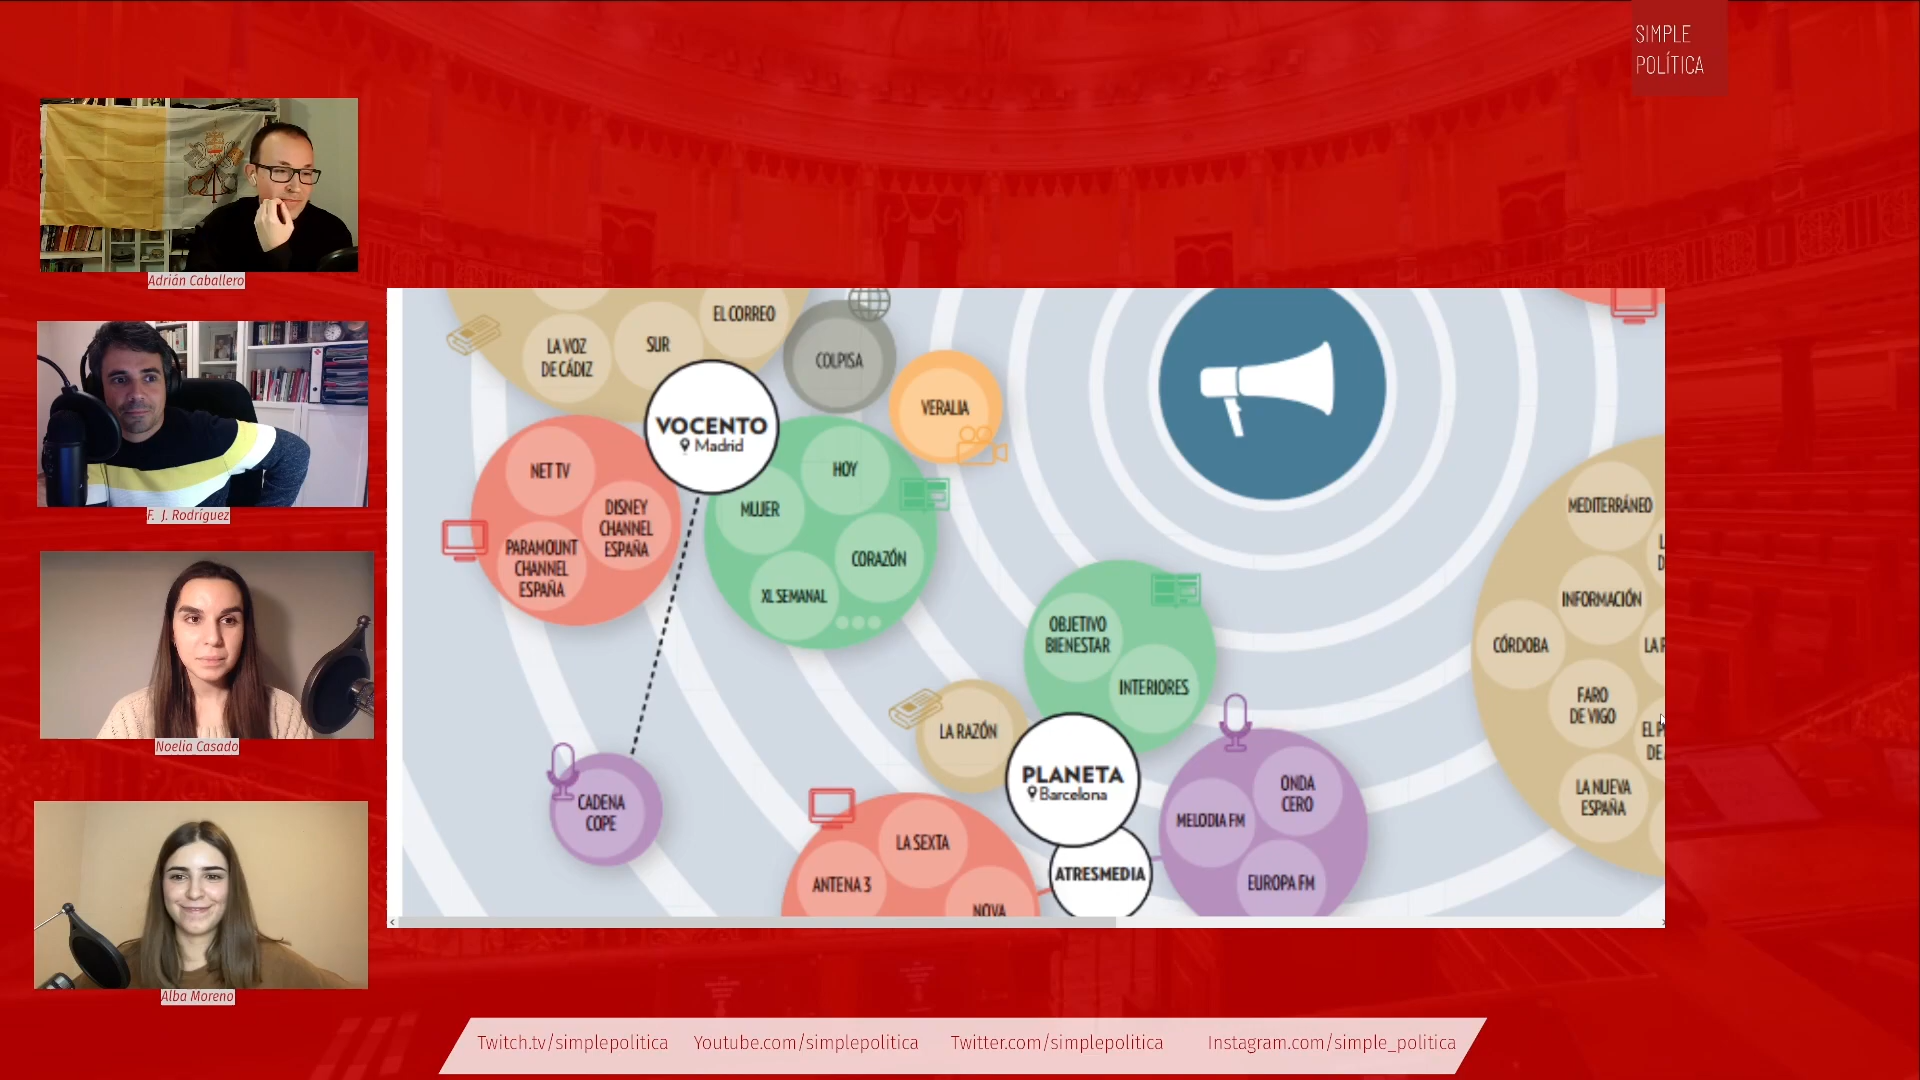 SIMPLE
POLÍTICA
Adrián Caballero
F. J. Rodríguez
Noelia Casado
Alba Moreno
EL CORREO
LA VOZ
DE CÁDIZ
SUR
COLPISA
VOCENTO
Madrid
VERALIA
NET TV
DISNEY
CHANNEL
ESPAÑA
PARAMOUNT
CHANNEL
ESPAÑA
HOY
MUJER
CORAZÓN
XL SEMANAL
CADENA
COPE
OBJETIVO
BIENESTAR
INTERIORES
LA RAZÓN
PLANETA
Barcelona
ATRESMEDIA
LA SEXTA
ANTENA 3
NOVA
ONDA
CERO
MELODIA FM
EUROPA FM
MEDITERRÁNEO
INFORMACIÓN
CÓRDOBA
FARO
DE VIGO
LA NUEVA
ESPAÑA
Twitch.tv/simplepolitica Youtube.com/simplepolitica Twitter.com/simplepolitica Instagram.com/simple_politica